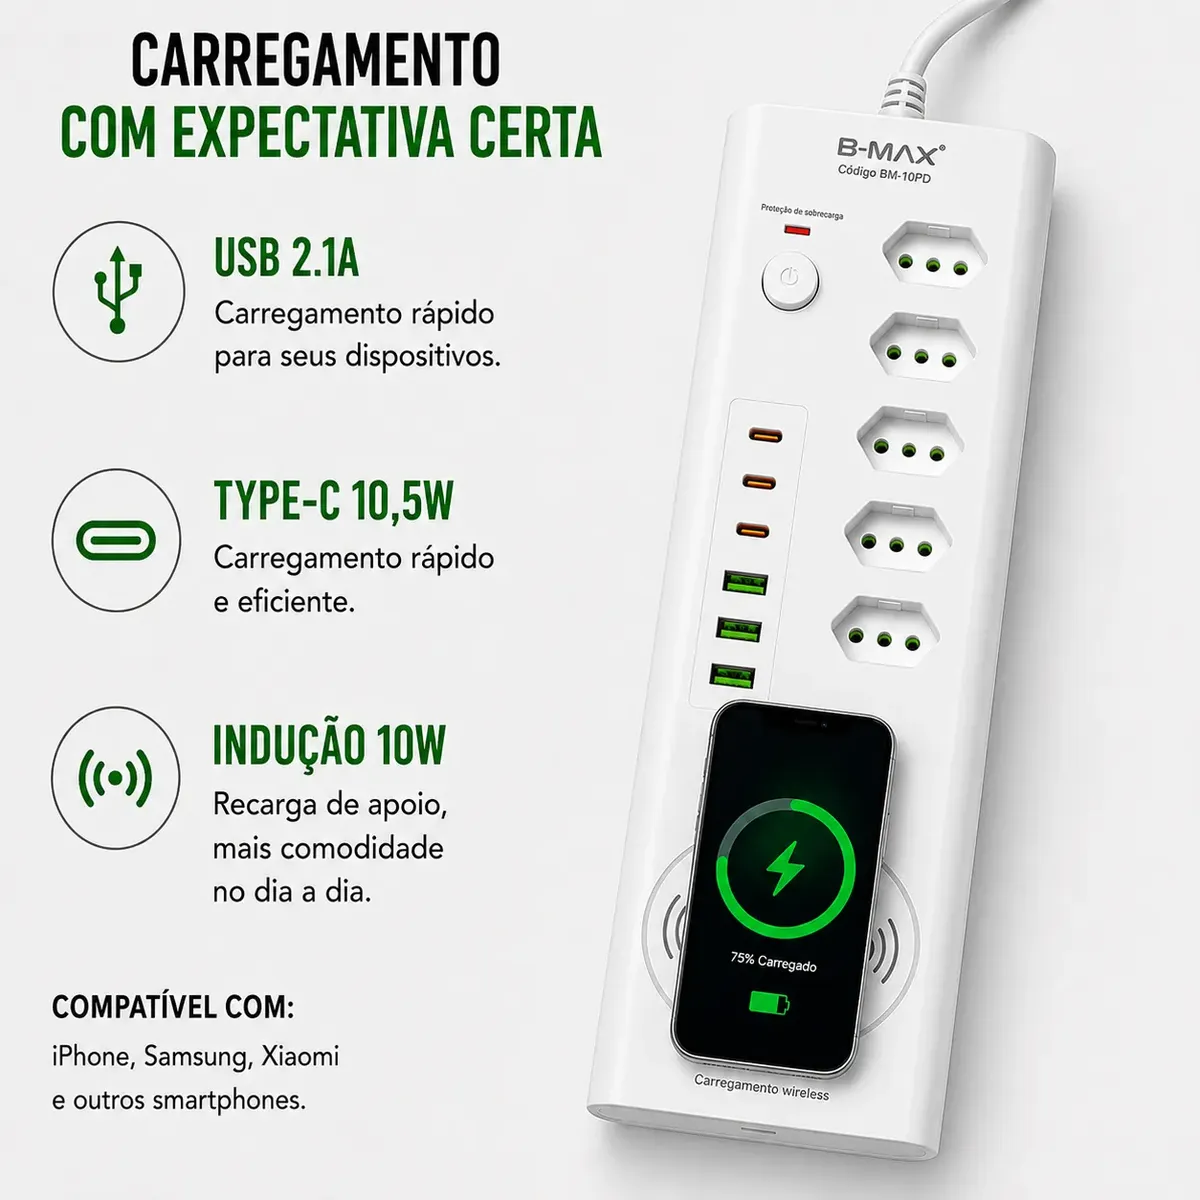 CARREGAMENTO
COM EXPECTATIVA CERTA
USB 2.1A
Carregamento rápido
para seus dispositivos.
TYPE-C 10,5W
Carregamento rápido
e eficiente.
INDUÇÃO 10W
Recarga de apoio,
mais comodidade
no dia a dia.
COMPATÍVEL COM:
iPhone, Samsung, Xiaomi
e outros smartphones.
B-MAX®
Código BM-10PD
Proteção de sobrecarga
75% Carregado
Carregamento wireless